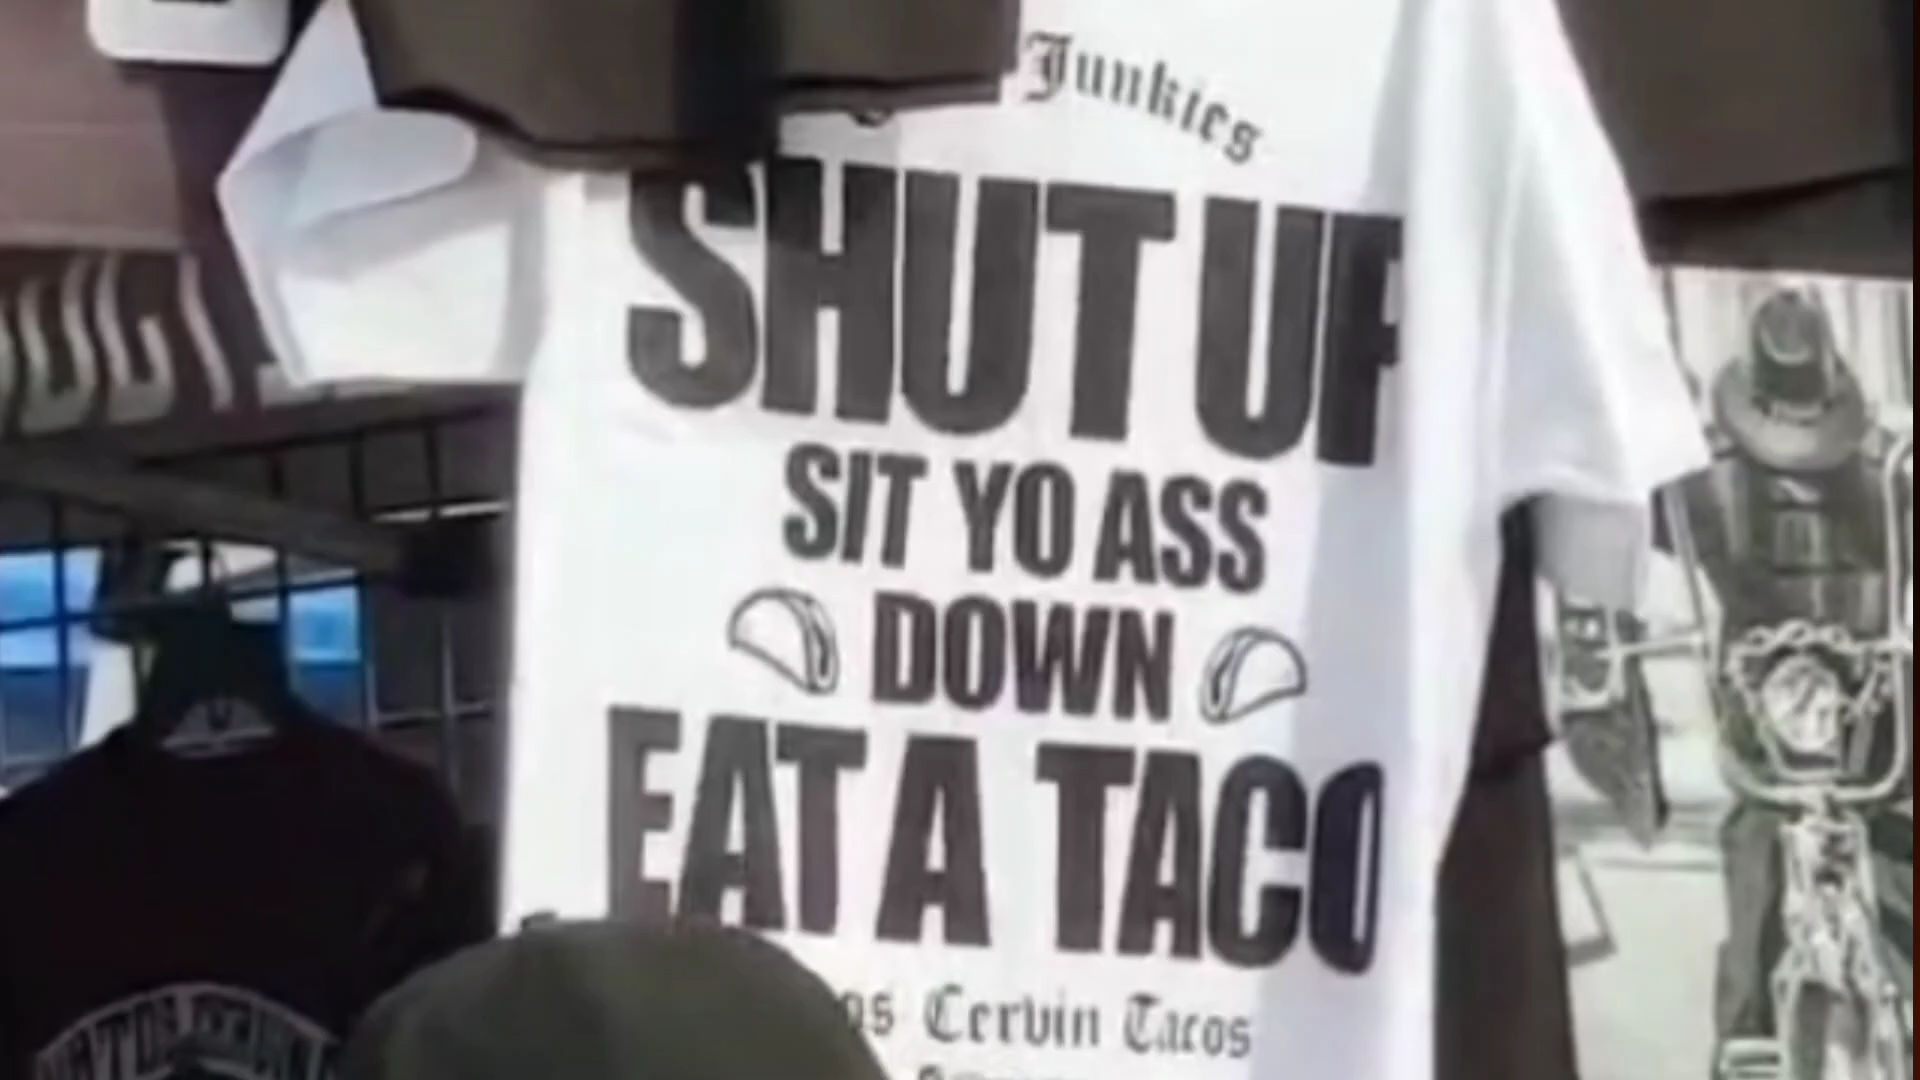 Junkies
SHUT UP
SIT YO ASS
DOWN
EAT A TACO
Cervin Tacos